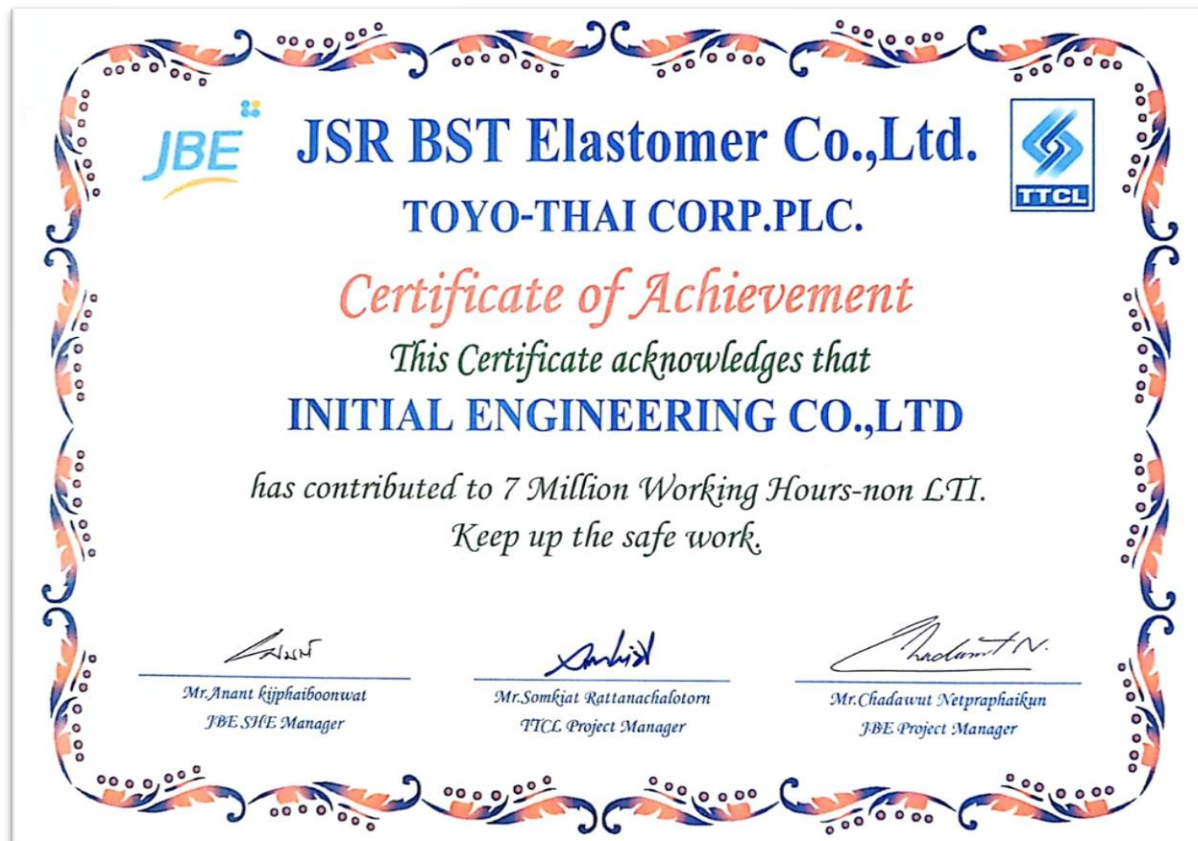 JBE
JSR BST Elastomer Co.,Ltd.
TTCL
TOYO-THAI CORP.PLC.
Certificate of Achievement
This Certificate acknowledges that
INITIAL ENGINEERING CO.,LTD
has contributed to 7 Million Working Hours-non LTI.
Keep up the safe work.
Chadawut N.
Mr.Anant kijphaiboonwat
Mr.Somkiat Rattanachalotorn
Mr.Chadawut Netpraphaikun
JBE SHE Manager
TTCL Project Manager
JBE Project Manager